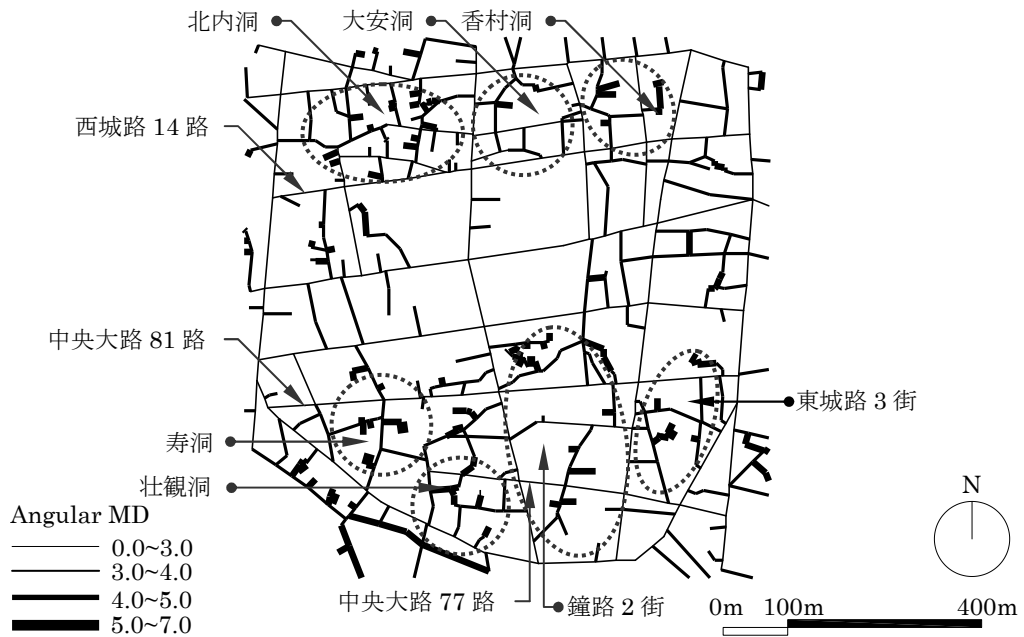 北内洞
大安洞
香村洞
西城路 14 路
中央大路 81 路
東城路 3 街
寿洞
壮観洞
Angular MD
0.0~3.0
3.0~4.0
4.0~5.0
5.0~7.0
中央大路 77 路
鐘路 2 街
N
0m 100m 400m